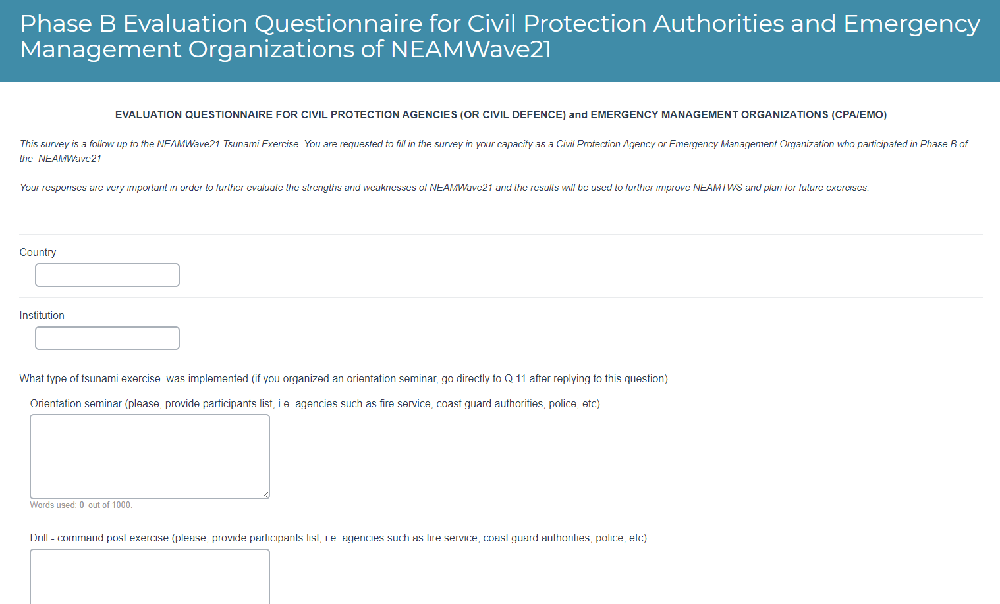 Phase B Evaluation Questionnaire for Civil Protection Authorities and Emergency
Management Organizations of NEAMWave21
EVALUATION QUESTIONNAIRE FOR CIVIL PROTECTION AGENCIES (OR CIVIL DEFENCE) and EMERGENCY MANAGEMENT ORGANIZATIONS (CPA/EMO)
This survey is a follow up to the NEAMWave21 Tsunami Exercise. You are requested to fill in the survey in your capacity as a Civil Protection Agency or Emergency Management Organization who participated in Phase B of
the NEAMWave21
Your responses are very important in order to further evaluate the strengths and weaknesses of NEAMWave21 and the results will be used to further improve NEAMTWS and plan for future exercises.
Country
Institution
What type of tsunami exercise was implemented (if you organized an orientation seminar, go directly to Q.11 after replying to this question)
Orientation seminar (please, provide participants list, i.e. agencies such as fire service, coast guard authorities, police, etc)
Words used: 0 out of 1000.
Drill - command post exercise (please, provide participants list, i.e. agencies such as fire service, coast guard authorities, police, etc)